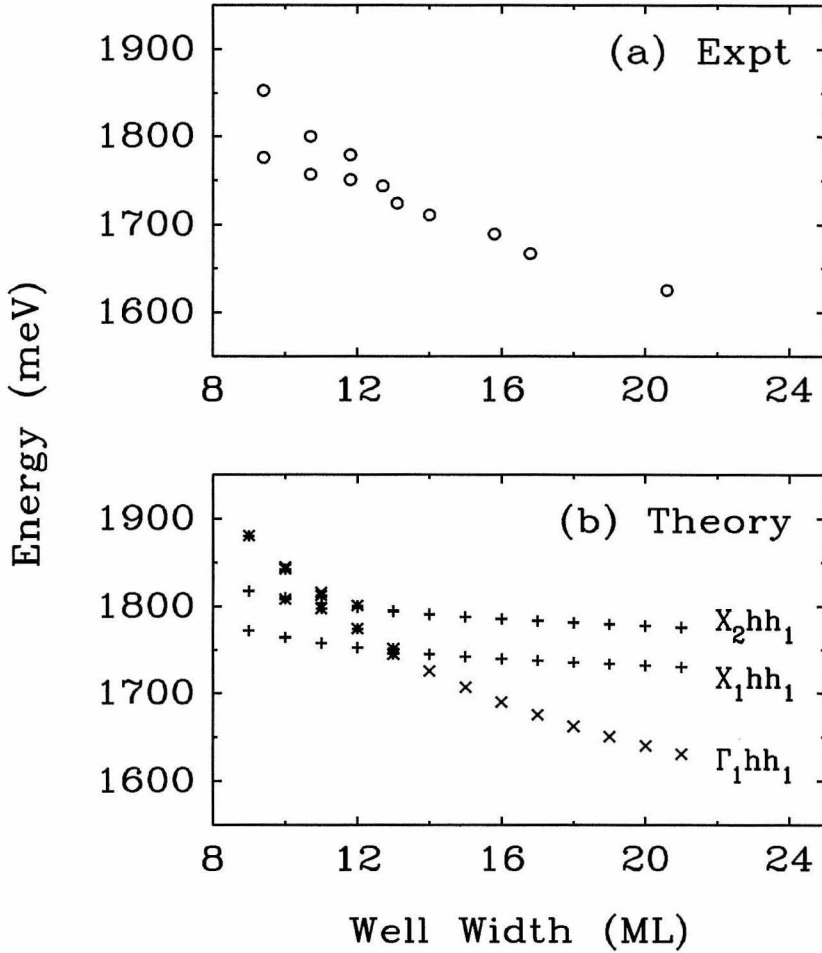 (a) Expt
1900
1800
1700
1600
8 12 16 20 24
Energy (meV)
(b) Theory
1900
1800
1700
1600
X₂hh₁
X₁hh₁
Γ₁hh₁
8 12 16 20 24
Well Width (ML)